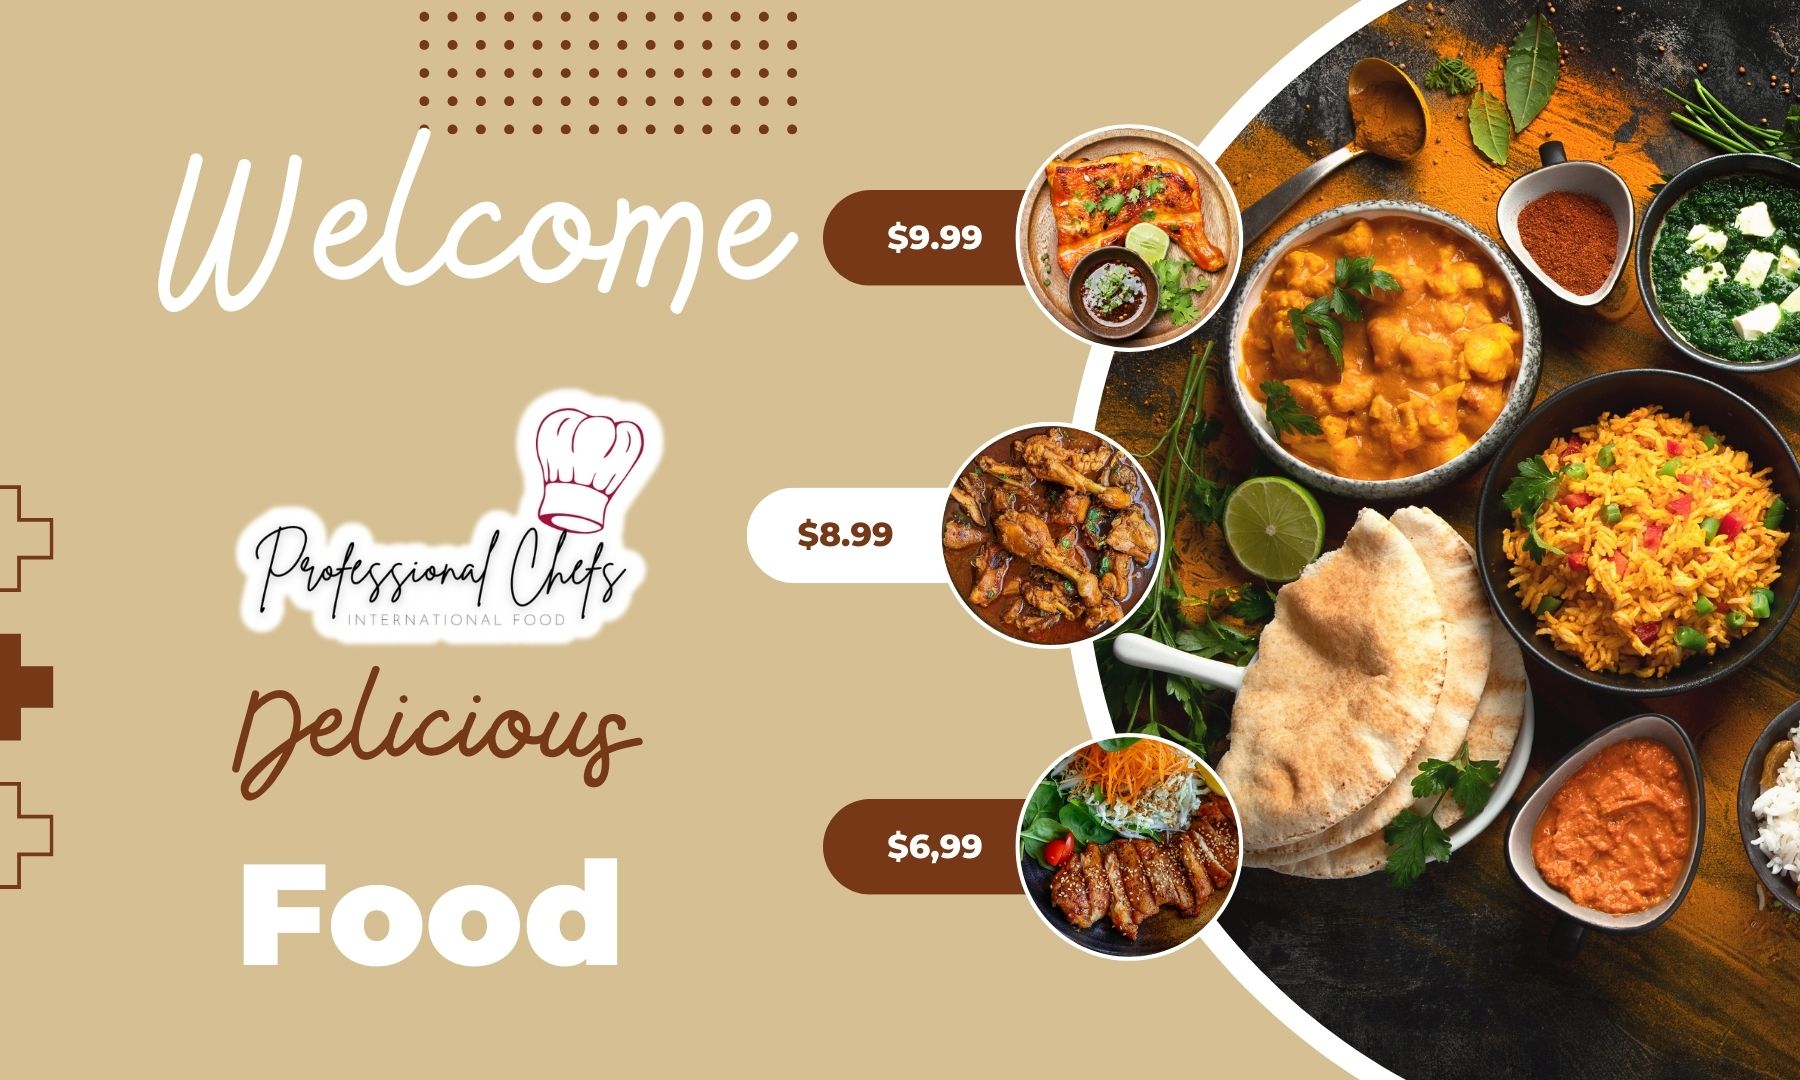 Welcome
$9.99
Professional Chefs
INTERNATIONAL FOOD
$8.99
Delicious
Food
$6,99